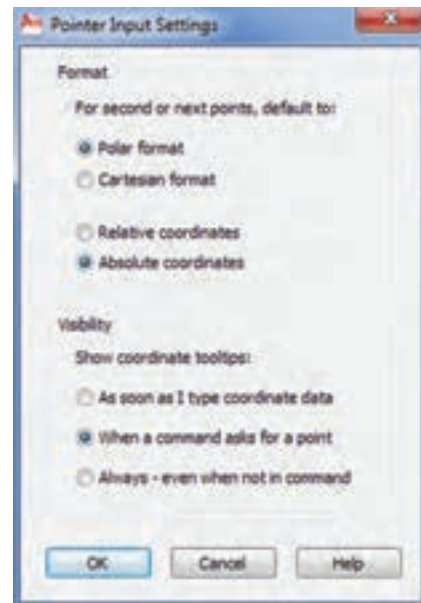 Pointer Input Settings
Format
For second or next points, default to:
Polar format
Cartesian format
Relative coordinates
Absolute coordinates
Visibility
Show coordinate tooltips:
As soon as I type coordinate data
When a command asks for a point
Always - even when not in command
OK Cancel Help